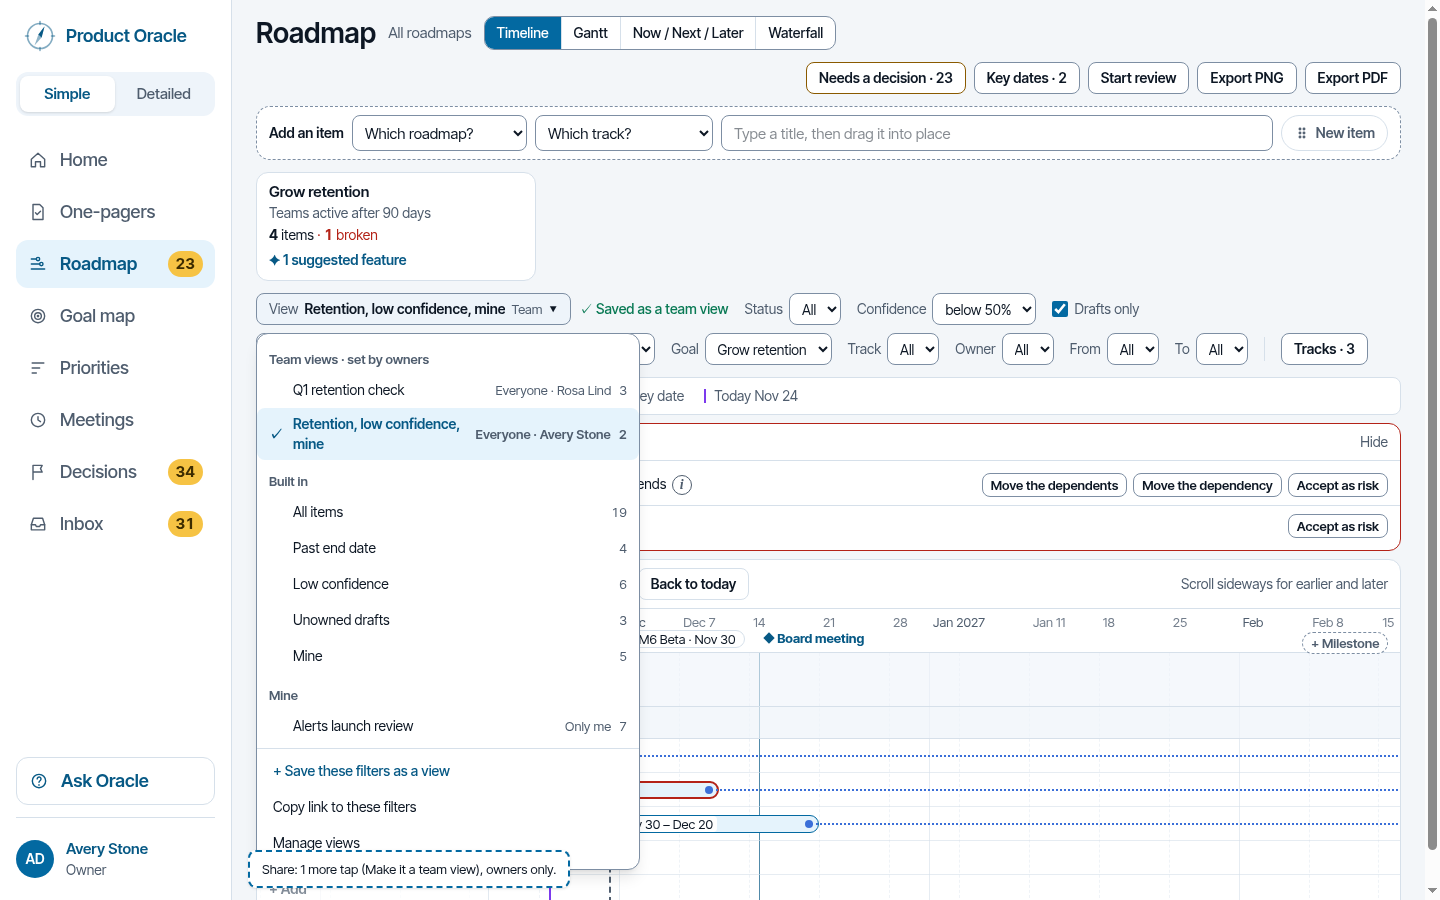 Product Oracle
Simple
Detailed
Home
One-pagers
Roadmap 23
Goal map
Priorities
Meetings
Decisions 34
Inbox 31
Ask Oracle
AD
Avery Stone
Owner
Roadmap
All roadmaps
Timeline
Gantt
Now / Next / Later
Waterfall
Needs a decision · 23
Key dates · 2
Start review
Export PNG
Export PDF
Add an item
Which roadmap?
Which track?
Type a title, then drag it into place
New item
Grow retention
Teams active after 90 days
4 items · 1 broken
1 suggested feature
View Retention, low confidence, mine Team ▼
✓ Saved as a team view
Status All
Confidence below 50%
Drafts only
Goal Grow retention
Track All
Owner All
From All
To All
Tracks · 3
Team views · set by owners
Q1 retention check Everyone · Rosa Lind 3
✓ Retention, low confidence, mine Everyone · Avery Stone 2
Built in
All items 19
Past end date 4
Low confidence 6
Unowned drafts 3
Mine 5
Mine
Alerts launch review Only me 7
+ Save these filters as a view
Copy link to these filters
Manage views
Share: 1 more tap (Make it a team view), owners only.
+ Add
ey date
Today Nov 24
Hide
ends i
Move the dependents
Move the dependency
Accept as risk
Accept as risk
Back to today
Scroll sideways for earlier and later
c
Dec 7
14
21
28
Jan 2027
Jan 11
18
25
Feb
Feb 8
15
M6 Beta · Nov 30
Board meeting
+ Milestone
30 – Dec 20